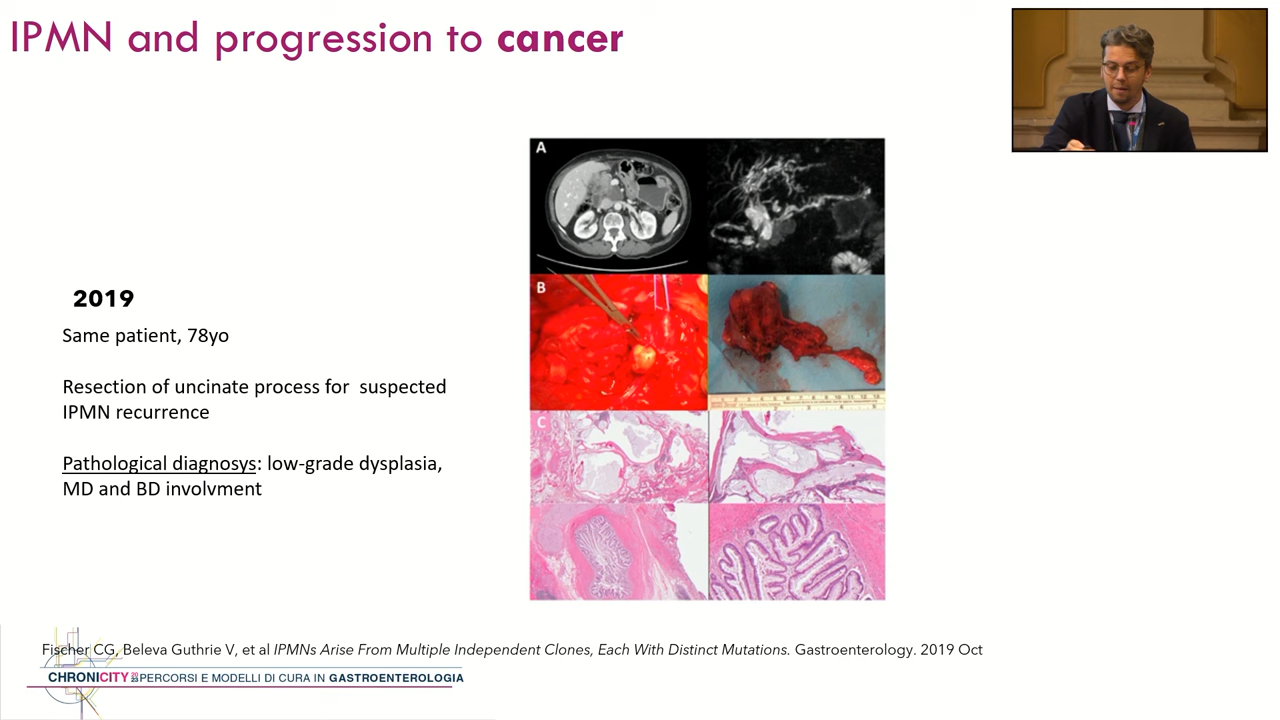 IPMN and progression to cancer
A
B
C
2019
Same patient, 78yo
Resection of uncinate process for suspected
IPMN recurrence
Pathological diagnosys: low-grade dysplasia,
MD and BD involvment
Fischer CG, Beleva Guthrie V, et al IPMNs Arise From Multiple Independent Clones, Each With Distinct Mutations. Gastroenterology. 2019 Oct
CHRONICITY PERCORSI E MODELLI DI CURA IN GASTROENTEROLOGIA